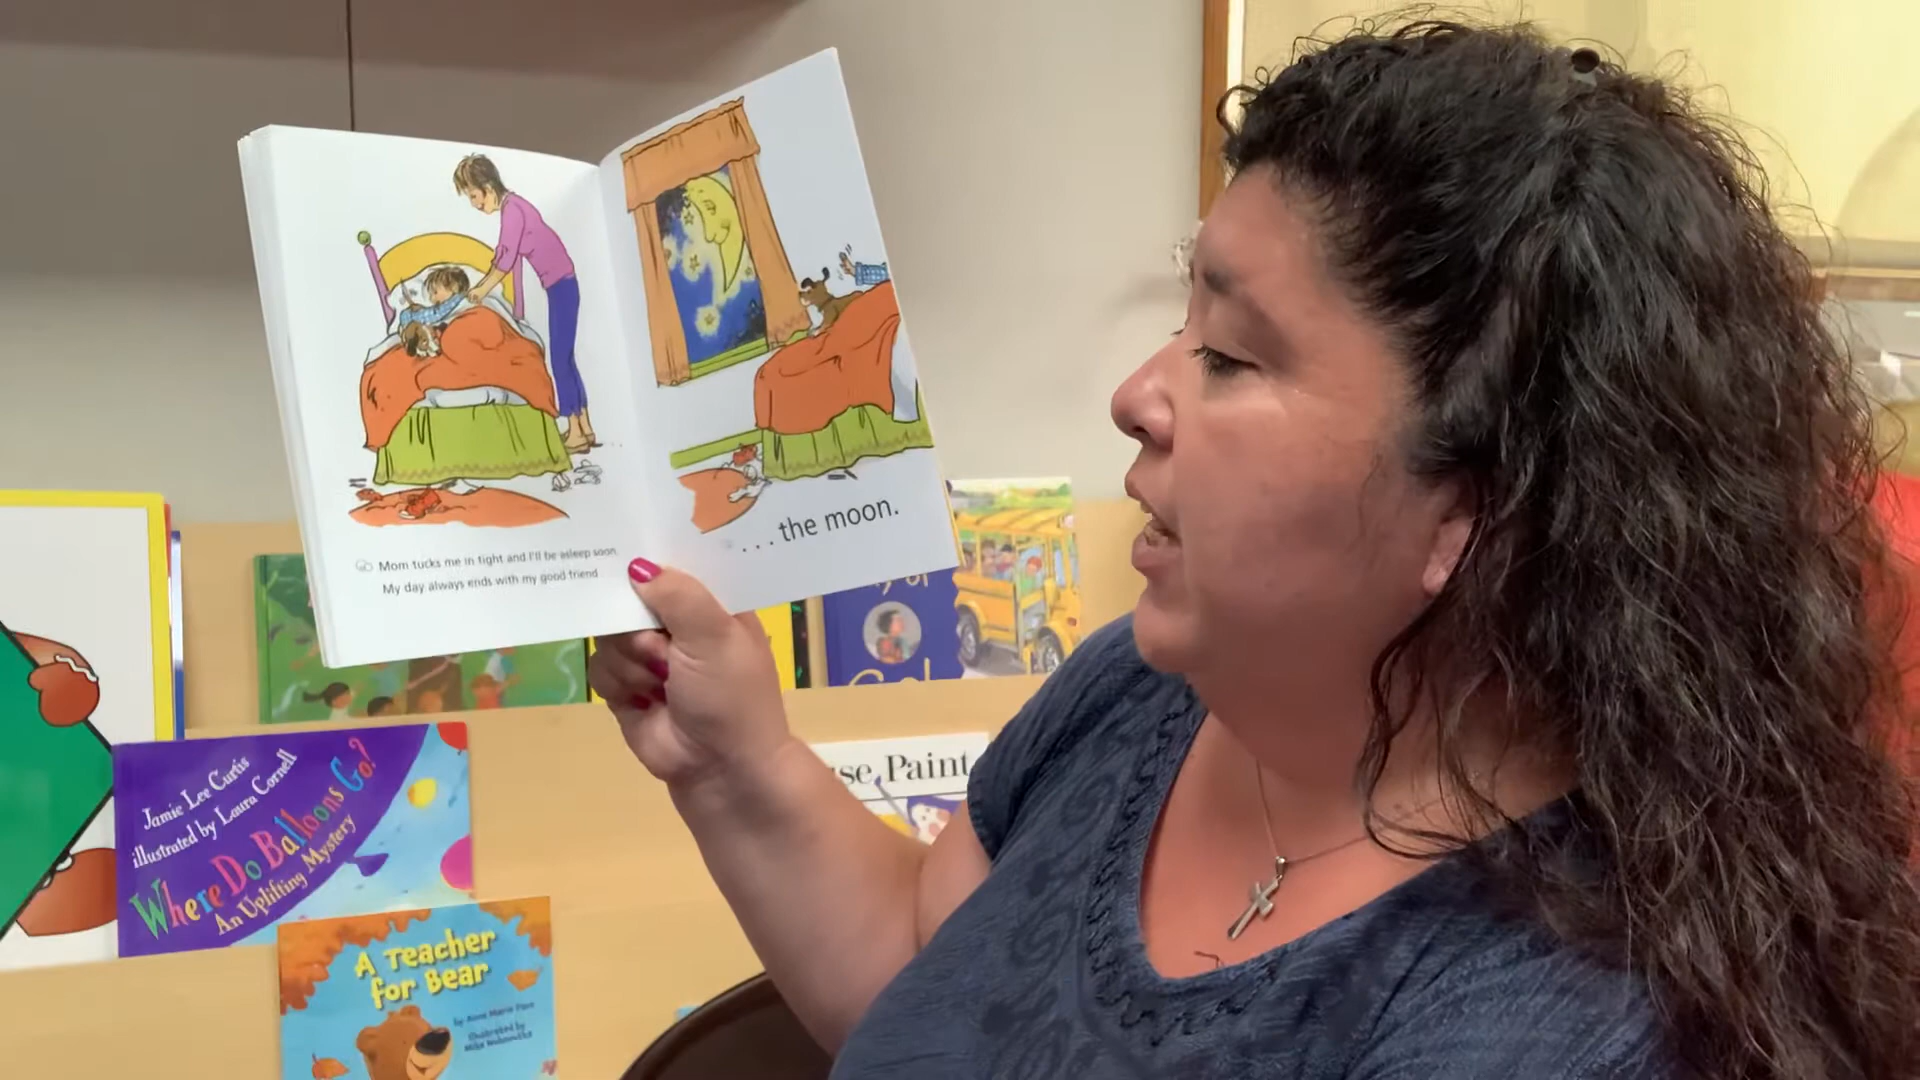 Mom tucks me in tight and I'll be asleep soon.
My day always ends with my good friend
. . . the moon.
Jamie Lee Curtis
illustrated by Laura Cornell
Where Do Balloons Go?
An Uplifting Mystery
A Teacher
for Bear
illustrated by
Paint